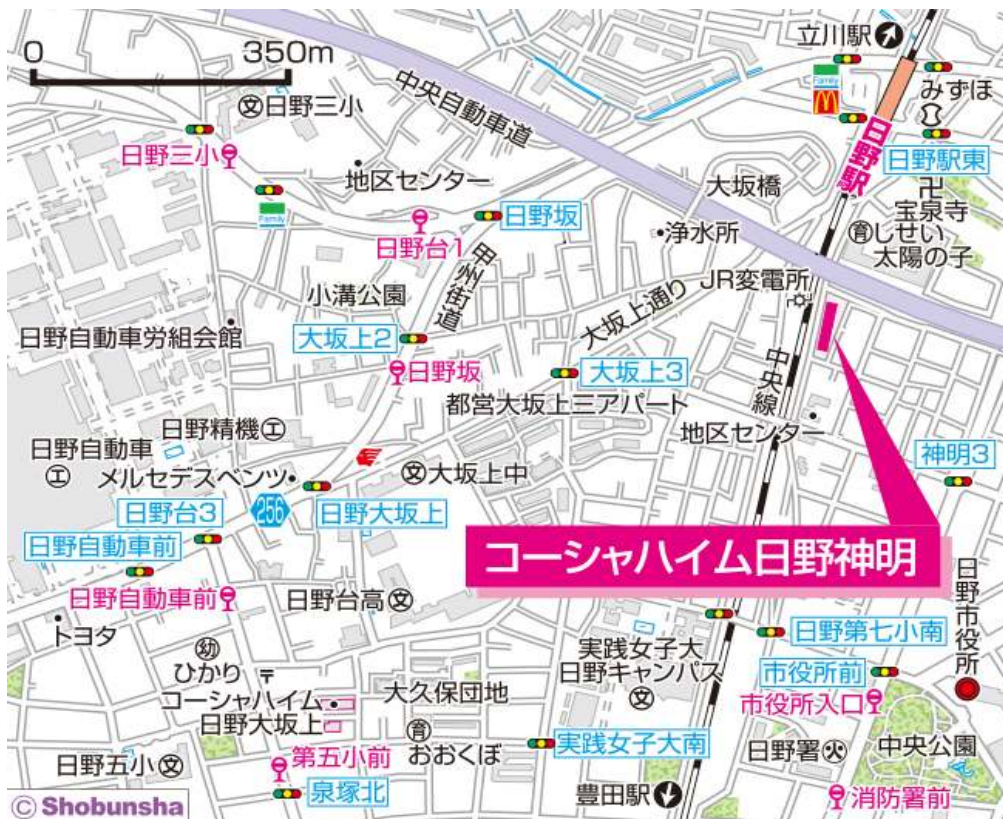 立川駅
0 350m
Family
みずほ
中央自動車道
日野三小
日野駅
日野駅東
日野三小
地区センター
大坂橋
宝泉寺
Family
日野坂
日野台1
浄水所
しせい
太陽の子
甲州街道
小溝公園
大坂上通り
JR変電所
日野自動車労組会館
大坂上2
日野坂
大坂上3
中央線
都営大坂上三アパート
日野精機
地区センター
日野自動車
メルセデスベンツ
大坂上中
神明3
日野台3
256
日野大坂上
日野自動車前
コーシャハイム日野神明
日野自動車前
日野台高
日野市役所
トヨタ
実践女子大
日野キャンパス
日野第七小南
ひかり
コーシャハイム
日野大坂上
大久保団地
市役所前
市役所入口
おおくぼ
実践女子大南
日野署
中央公園
日野五小
第五小前
泉塚北
豊田駅
消防署前
© Shobunsha